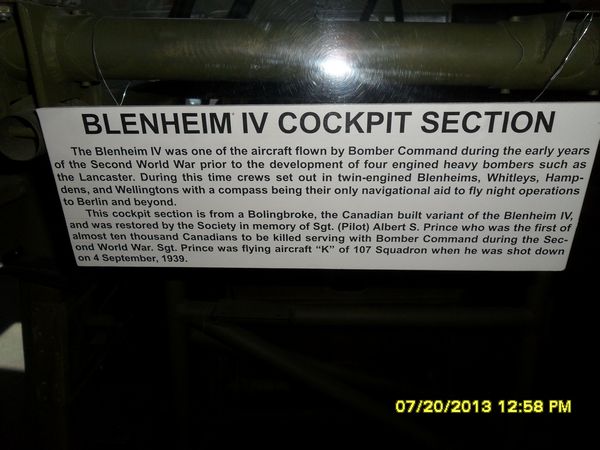 BLENHEIM IV COCKPIT SECTION
The Blenheim IV was one of the aircraft flown by Bomber Command during the early years
of the Second World War prior to the development of four engined heavy bombers such as
the Lancaster. During this time crews set out in twin-engined Blenheims, Whitleys, Hamp-
dens, and Wellingtons with a compass being their only navigational aid to fly night operations
to Berlin and beyond.
This cockpit section is from a Bolingbroke, the Canadian built variant of the Blenheim IV,
and was restored by the Society in memory of Sgt. (Pilot) Albert S. Prince who was the first of
almost ten thousand Canadians to be killed serving with Bomber Command during the Sec-
ond World War. Sgt. Prince was flying aircraft “K” of 107 Squadron when he was shot down
on 4 September, 1939.
07/20/2013 12:58 PM